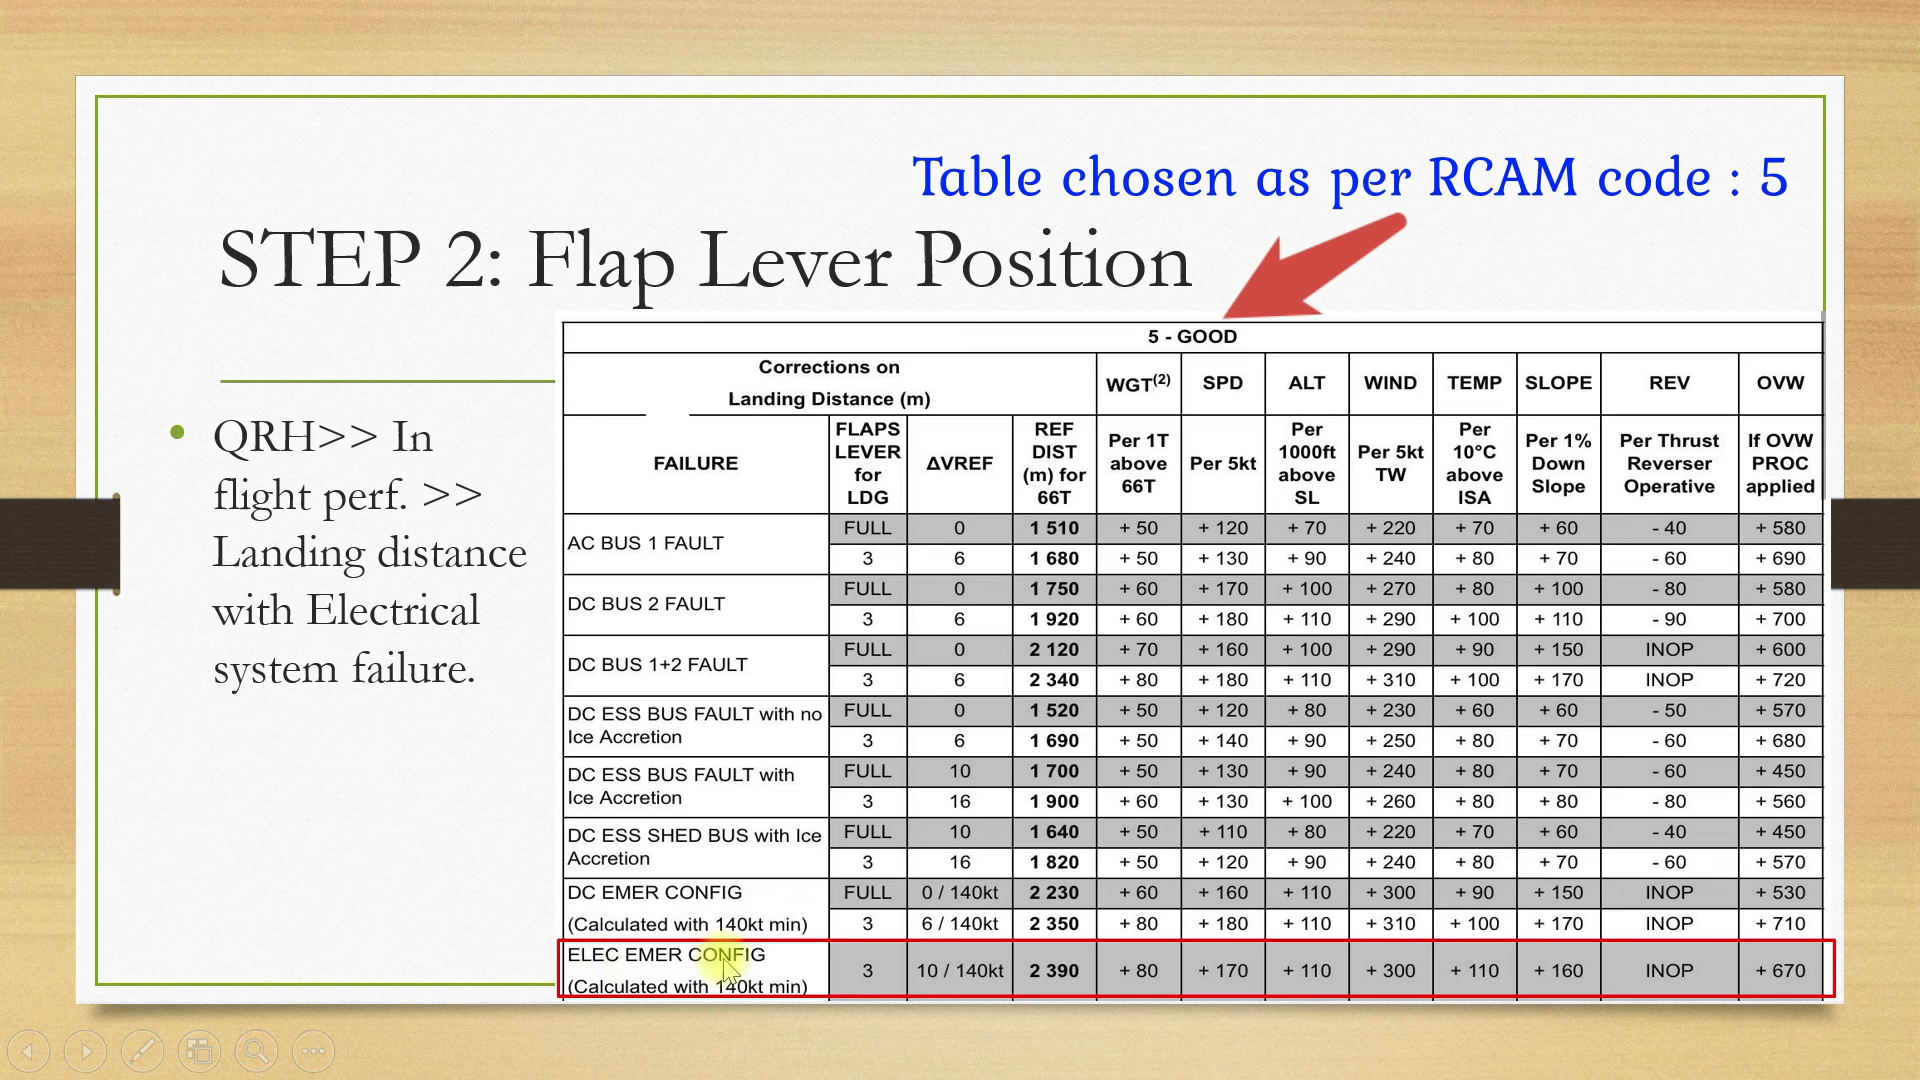 Table chosen as per RCAM code : 5
STEP 2: Flap Lever Position
• QRH>> In
flight perf. >>
Landing distance
with Electrical
system failure.
5 - GOOD
Corrections on
Landing Distance (m)
WGT(2) SPD ALT WIND TEMP SLOPE REV OVW
FAILURE
FLAPS LEVER for LDG
ΔVREF
REF DIST (m) for 66T
Per 1T above 66T
Per 5kt
Per 1000ft above SL
Per 5kt TW
Per 10°C above ISA
Per 1% Down Slope
Per Thrust Reverser Operative
If OVW PROC applied
AC BUS 1 FAULT
FULL 0 1 510 + 50 + 120 + 70 + 220 + 70 + 60 - 40 + 580
3 6 1 680 + 50 + 130 + 90 + 240 + 80 + 70 - 60 + 690
DC BUS 2 FAULT
FULL 0 1 750 + 60 + 170 + 100 + 270 + 80 + 100 - 80 + 580
3 6 1 920 + 60 + 180 + 110 + 290 + 100 + 110 - 90 + 700
DC BUS 1+2 FAULT
FULL 0 2 120 + 70 + 160 + 100 + 290 + 90 + 150 INOP + 600
3 6 2 340 + 80 + 180 + 110 + 310 + 100 + 170 INOP + 720
DC ESS BUS FAULT with no
Ice Accretion
FULL 0 1 520 + 50 + 120 + 80 + 230 + 60 + 60 - 50 + 570
3 6 1 690 + 50 + 140 + 90 + 250 + 80 + 70 - 60 + 680
DC ESS BUS FAULT with
Ice Accretion
FULL 10 1 700 + 50 + 130 + 90 + 240 + 80 + 70 - 60 + 450
3 16 1 900 + 60 + 130 + 100 + 260 + 80 + 80 - 80 + 560
DC ESS SHED BUS with Ice
Accretion
FULL 10 1 640 + 50 + 110 + 80 + 220 + 70 + 60 - 40 + 450
3 16 1 820 + 50 + 120 + 90 + 240 + 80 + 70 - 60 + 570
DC EMER CONFIG
(Calculated with 140kt min)
FULL 0 / 140kt 2 230 + 60 + 160 + 110 + 300 + 90 + 150 INOP + 530
3 6 / 140kt 2 350 + 80 + 180 + 110 + 310 + 100 + 170 INOP + 710
ELEC EMER CONFIG
(Calculated with 140kt min)
3 10 / 140kt 2 390 + 80 + 170 + 110 + 300 + 110 + 160 INOP + 670